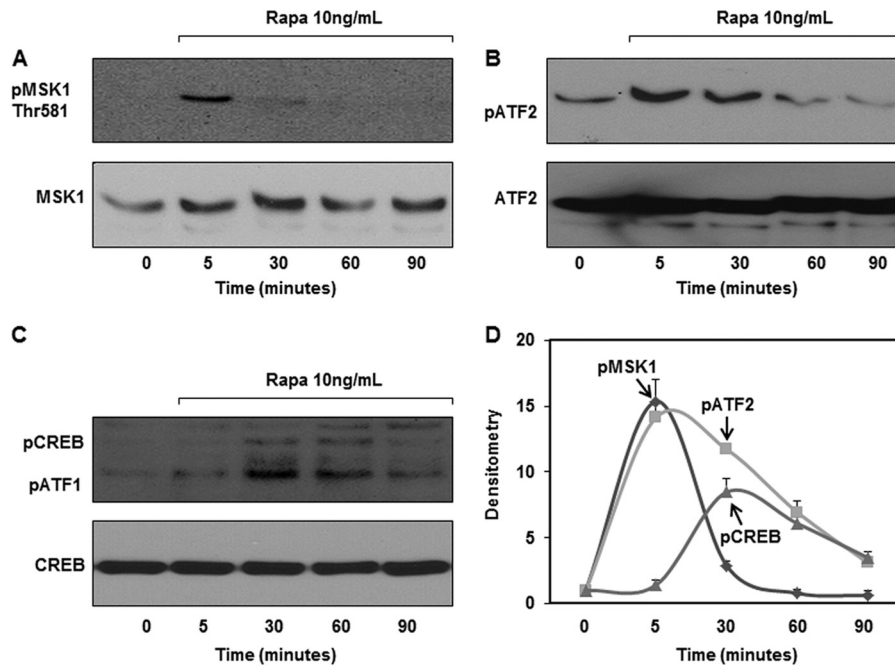 Rapa 10ng/mL
A
pMSK1
Thr581
MSK1
0 5 30 60 90
Time (minutes)
Rapa 10ng/mL
B
pATF2
ATF2
0 5 30 60 90
Time (minutes)
C
Rapa 10ng/mL
pCREB
pATF1
CREB
0 5 30 60 90
Time (minutes)
D
20
15
10
5
0
Densitometry
pMSK1
pATF2
pCREB
0 5 30 60 90
Time (minutes)